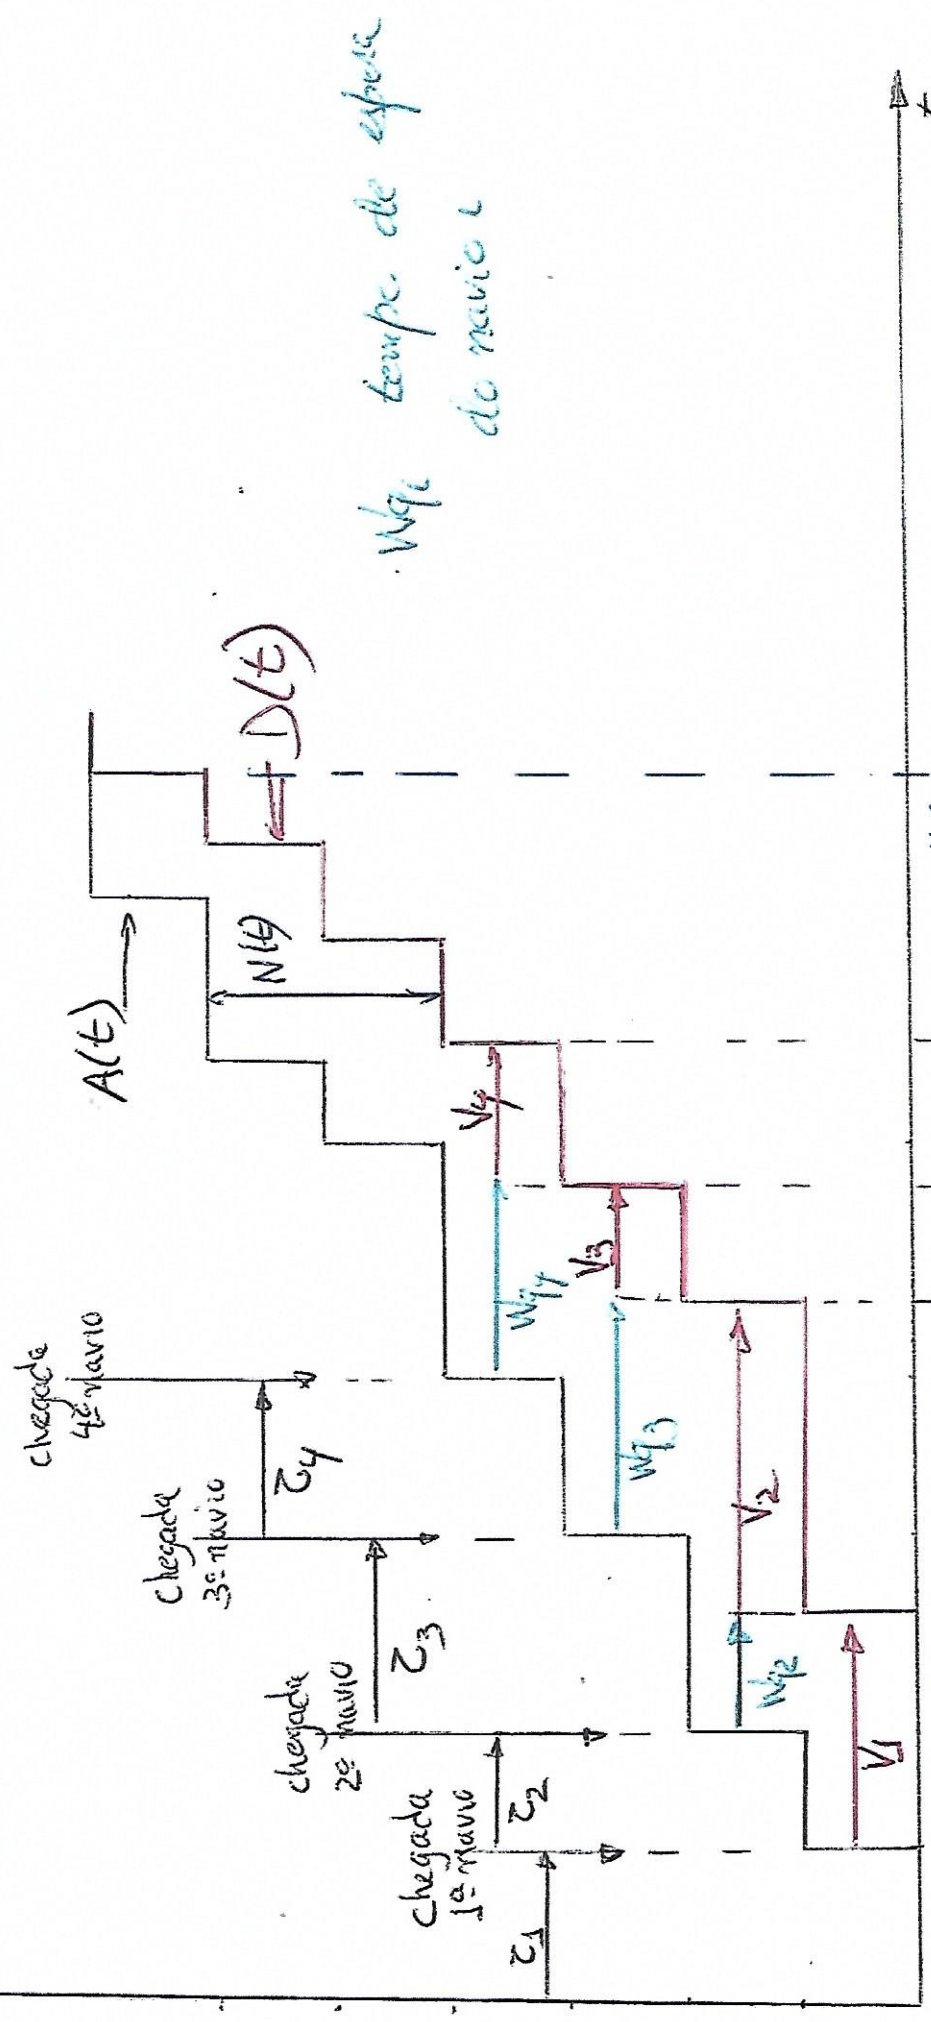 chegada
4º navio
chegada
3º navio
chegada
2º navio
chegada
1º navio
τ1
τ2
τ3
τ4
A(t)
N(t)
D(t)
Wqi tempo de espera
do navio i
V1
Wq2
V2
Wq3
V3
Wq4
V4
t